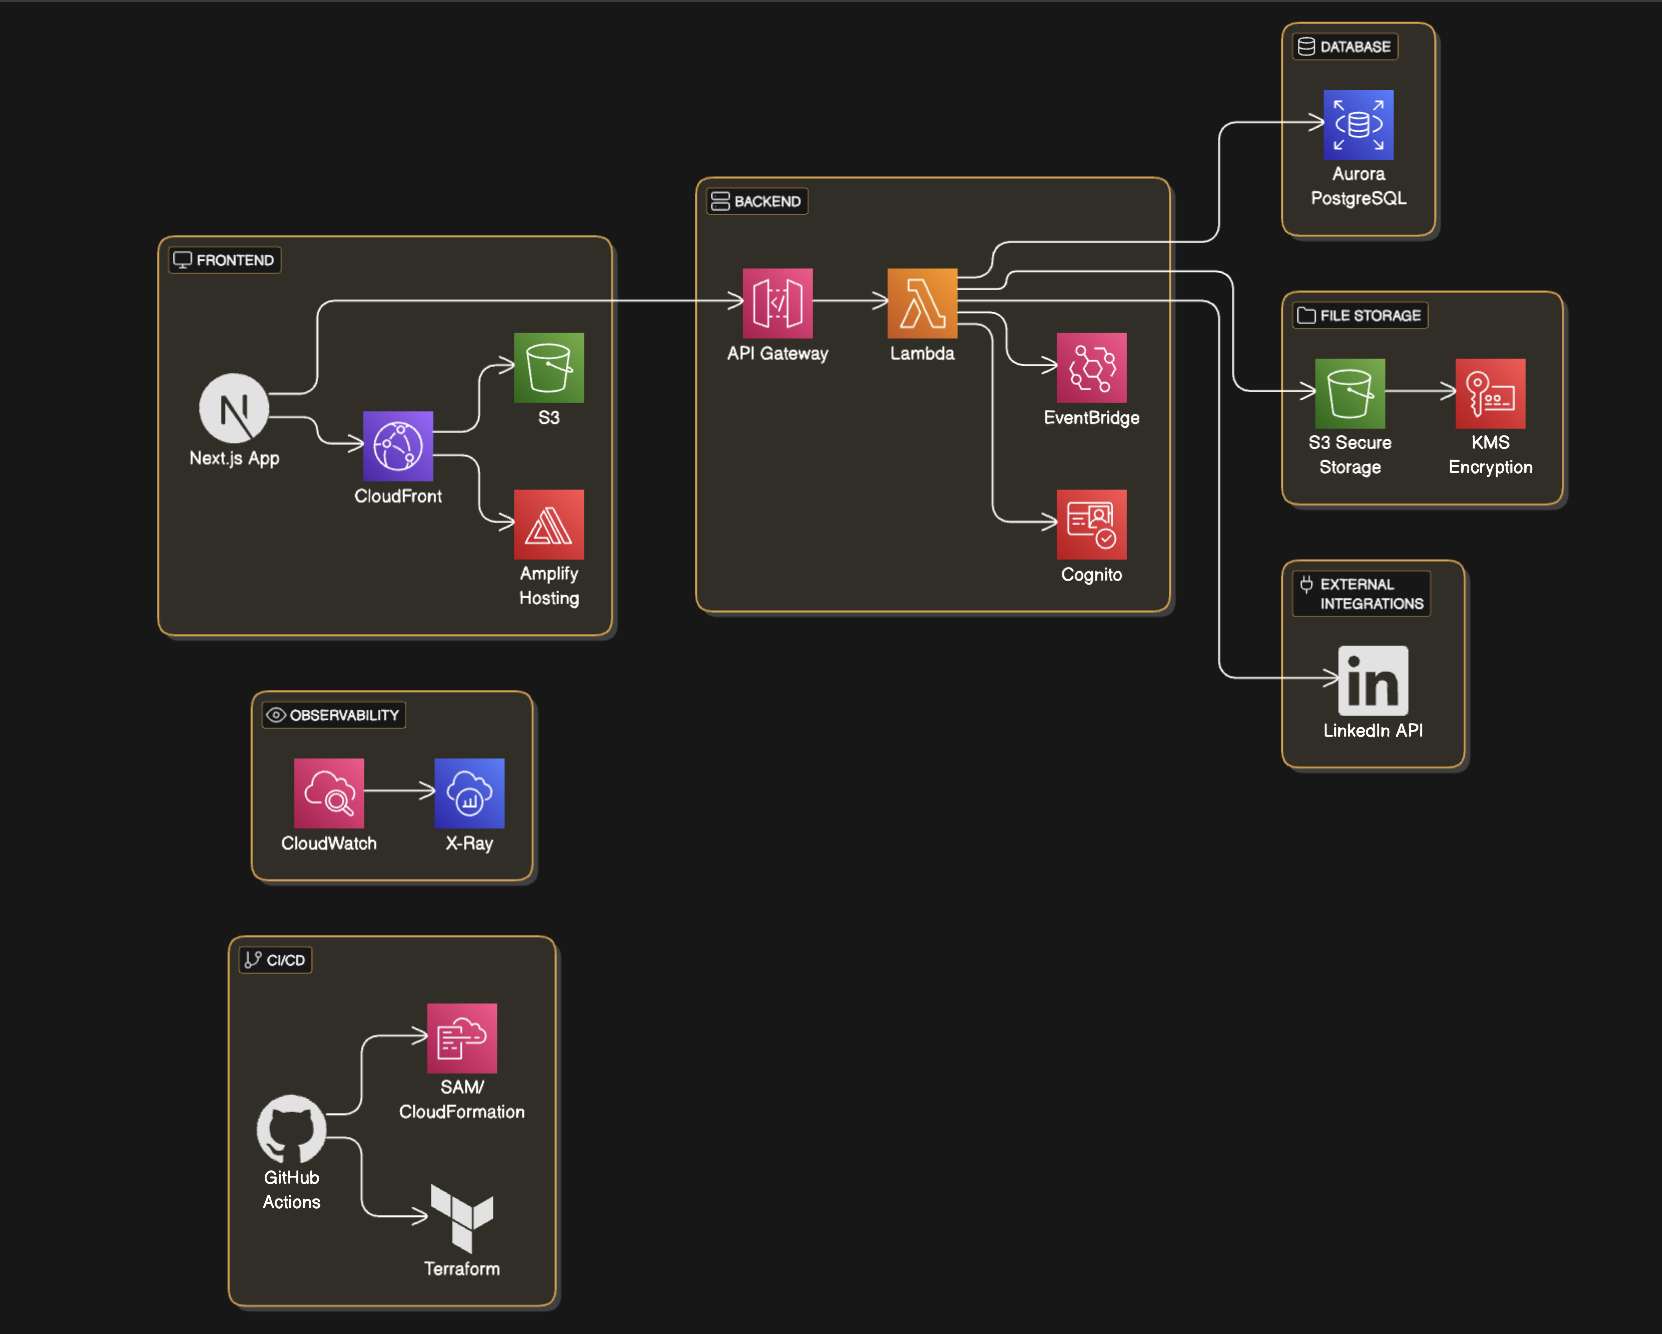 DATABASE
Aurora
PostgreSQL
BACKEND
API Gateway
Lambda
EventBridge
Cognito
FRONTEND
Next.js App
CloudFront
S3
Amplify
Hosting
FILE STORAGE
S3 Secure
Storage
KMS
Encryption
EXTERNAL
INTEGRATIONS
in
LinkedIn API
OBSERVABILITY
CloudWatch
X-Ray
CI/CD
SAM/
CloudFormation
GitHub
Actions
Terraform